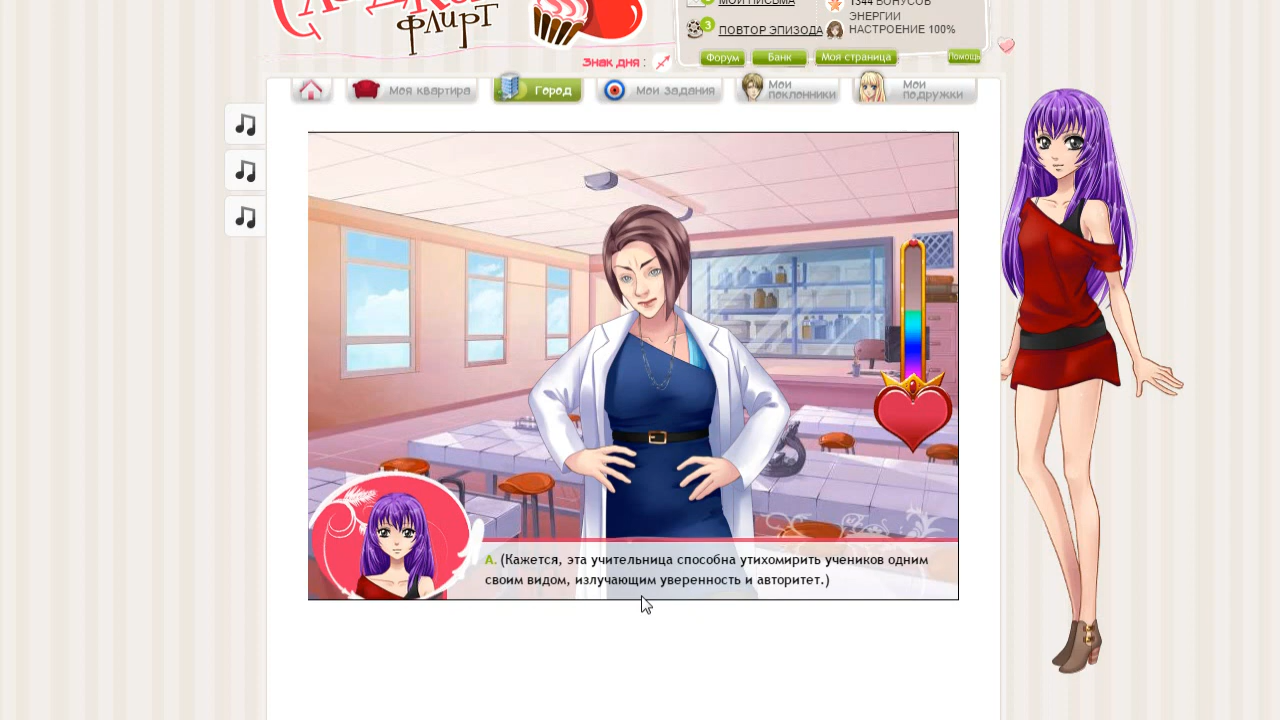 МОИ ПИСЬМА
1344 БОНУСОВ
ЭНЕРГИИ
3
ПОВТОР ЭПИЗОДА
НАСТРОЕНИЕ 100%
флирт
Знак дня :
Форум
Банк
Моя страница
Помощь
Моя квартира
Город
Мои задания
Мои
поклонники
Мои
подружки
A. (Кажется, эта учительница способна утихомирить учеников одним
своим видом, излучающим уверенность и авторитет.)